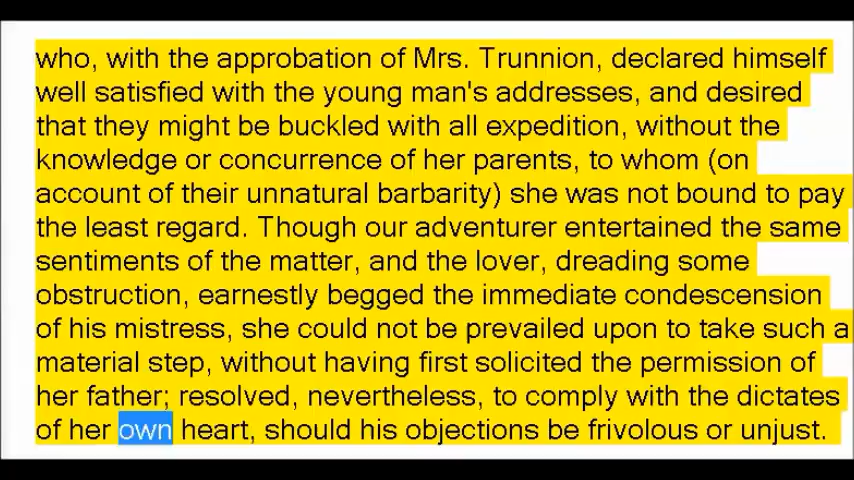 who, with the approbation of Mrs. Trunnion, declared himself
well satisfied with the young man's addresses, and desired
that they might be buckled with all expedition, without the
knowledge or concurrence of her parents, to whom (on
account of their unnatural barbarity) she was not bound to pay
the least regard. Though our adventurer entertained the same
sentiments of the matter, and the lover, dreading some
obstruction, earnestly begged the immediate condescension
of his mistress, she could not be prevailed upon to take such a
material step, without having first solicited the permission of
her father; resolved, nevertheless, to comply with the dictates
of her own heart, should his objections be frivolous or unjust.